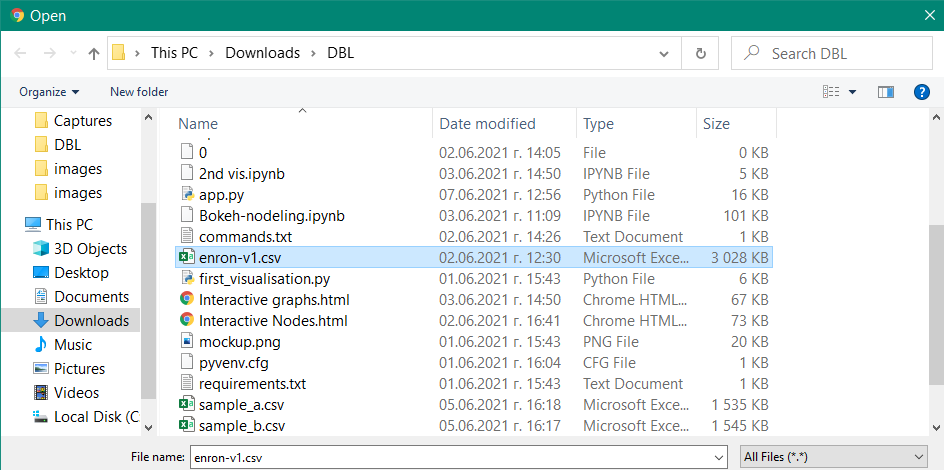 Open
This PC > Downloads > DBL
Search DBL
Organize New folder
Captures
DBL
images
images
This PC
3D Objects
Desktop
Documents
Downloads
Music
Pictures
Videos
Local Disk (C
Name Date modified Type Size
0 02.06.2021 г. 14:05 File 0 KB
2nd vis.ipynb 03.06.2021 г. 14:50 IPYNB File 5 KB
app.py 07.06.2021 г. 12:56 Python File 16 KB
Bokeh-nodeling.ipynb 03.06.2021 г. 11:09 IPYNB File 101 KB
commands.txt 02.06.2021 г. 14:26 Text Document 1 KB
enron-v1.csv 02.06.2021 г. 12:30 Microsoft Exce... 3 028 KB
first_visualisation.py 01.06.2021 г. 15:43 Python File 6 KB
Interactive graphs.html 03.06.2021 г. 14:50 Chrome HTML... 67 KB
Interactive Nodes.html 02.06.2021 г. 16:41 Chrome HTML... 73 KB
mockup.png 01.06.2021 г. 15:43 PNG File 20 KB
pyvenv.cfg 01.06.2021 г. 16:04 CFG File 1 KB
requirements.txt 01.06.2021 г. 15:43 Text Document 1 KB
sample_a.csv 05.06.2021 г. 16:18 Microsoft Exce... 1 535 KB
sample_b.csv 05.06.2021 г. 16:17 Microsoft Exce... 1 545 KB
File name: enron-v1.csv All Files (*.*)